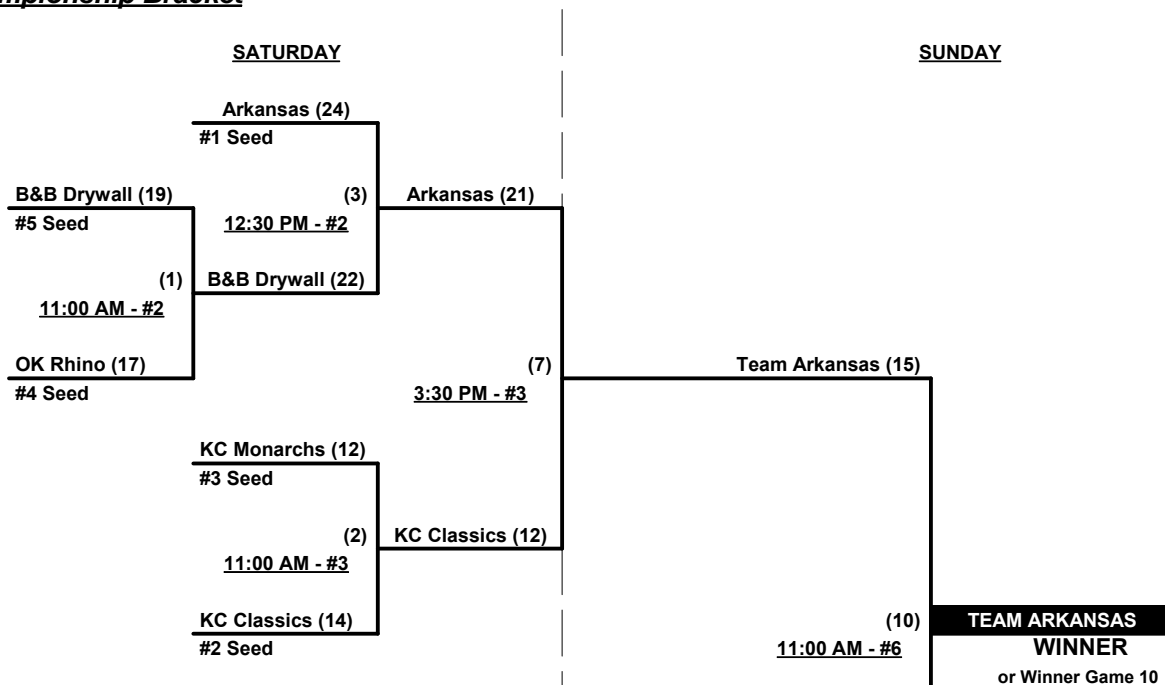 SATURDAY
SUNDAY
Arkansas (24)
#1 Seed
B&B Drywall (19)
#5 Seed
(3)
12:30 PM - #2
Arkansas (21)
(1)
11:00 AM - #2
B&B Drywall (22)
OK Rhino (17)
#4 Seed
(7)
3:30 PM - #3
Team Arkansas (15)
KC Monarchs (12)
#3 Seed
(2)
11:00 AM - #3
KC Classics (12)
KC Classics (14)
#2 Seed
(10)
11:00 AM - #6
TEAM ARKANSAS
WINNER
or Winner Game 10